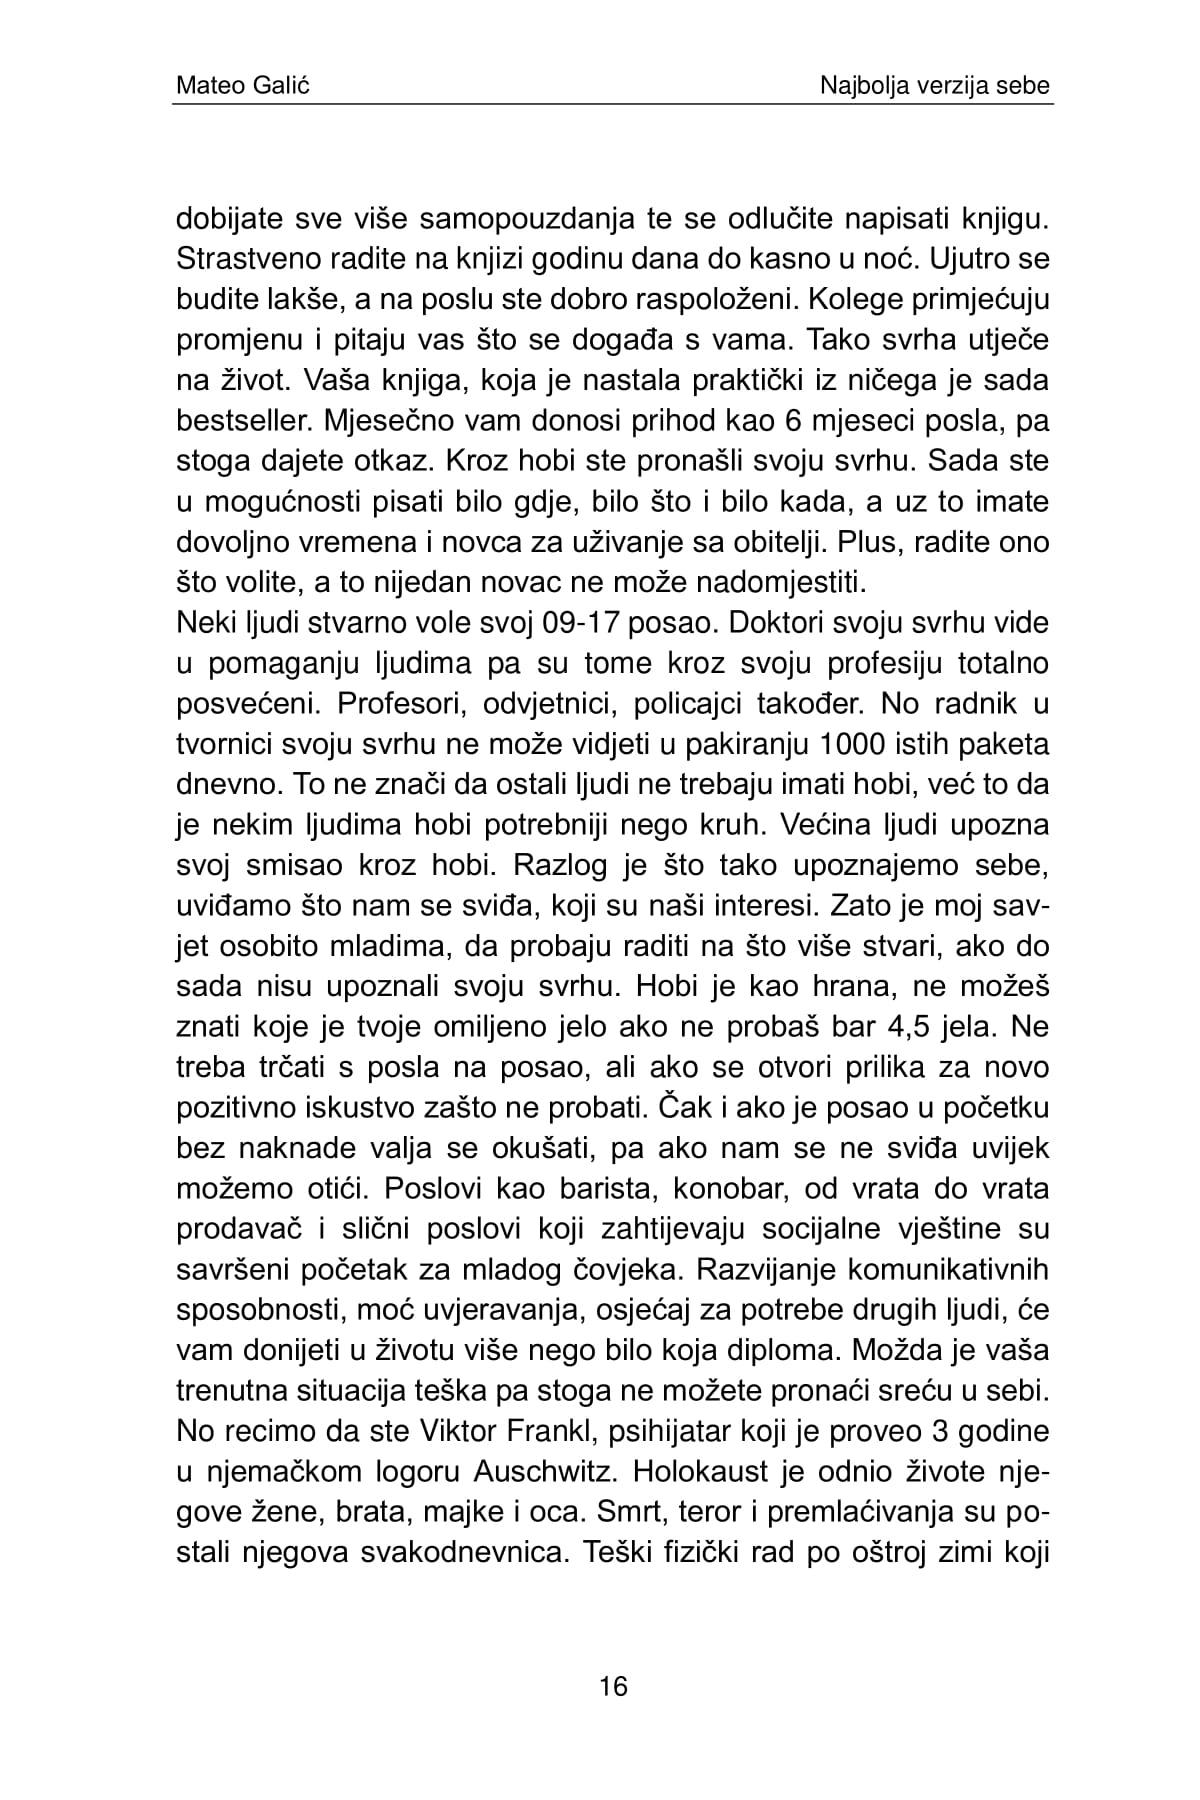 Mateo Galić Najbolja verzija sebe
dobijate sve više samopouzdanja te se odlučite napisati knjigu.
Strastveno radite na knjizi godinu dana do kasno u noć. Ujutro se
budite lakše, a na poslu ste dobro raspoloženi. Kolege primjećuju
promjenu i pitaju vas što se događa s vama. Tako svrha utječe
na život. Vaša knjiga, koja je nastala praktički iz ničega je sada
bestseller. Mjesečno vam donosi prihod kao 6 mjeseci posla, pa
stoga dajete otkaz. Kroz hobi ste pronašli svoju svrhu. Sada ste
u mogućnosti pisati bilo gdje, bilo što i bilo kada, a uz to imate
dovoljno vremena i novca za uživanje sa obitelji. Plus, radite ono
što volite, a to nijedan novac ne može nadomjestiti.
Neki ljudi stvarno vole svoj 09-17 posao. Doktori svoju svrhu vide
u pomaganju ljudima pa su tome kroz svoju profesiju totalno
posvećeni. Profesori, odvjetnici, policajci također. No radnik u
tvornici svoju svrhu ne može vidjeti u pakiranju 1000 istih paketa
dnevno. To ne znači da ostali ljudi ne trebaju imati hobi, već to da
je nekim ljudima hobi potrebniji nego kruh. Većina ljudi upozna
svoj smisao kroz hobi. Razlog je što tako upoznajemo sebe,
uviđamo što nam se sviđa, koji su naši interesi. Zato je moj sav-
jet osobito mladima, da probaju raditi na što više stvari, ako do
sada nisu upoznali svoju svrhu. Hobi je kao hrana, ne možeš
znati koje je tvoje omiljeno jelo ako ne probaš bar 4,5 jela. Ne
treba trčati s posla na posao, ali ako se otvori prilika za novo
pozitivno iskustvo zašto ne probati. Čak i ako je posao u početku
bez naknade valja se okušati, pa ako nam se ne sviđa uvijek
možemo otići. Poslovi kao barista, konobar, od vrata do vrata
prodavač i slični poslovi koji zahtijevaju socijalne vještine su
savršeni početak za mladog čovjeka. Razvijanje komunikativnih
sposobnosti, moć uvjeravanja, osjećaj za potrebe drugih ljudi, će
vam donijeti u životu više nego bilo koja diploma. Možda je vaša
trenutna situacija teška pa stoga ne možete pronaći sreću u sebi.
No recimo da ste Viktor Frankl, psihijatar koji je proveo 3 godine
u njemačkom logoru Auschwitz. Holokaust je odnio živote nje-
gove žene, brata, majke i oca. Smrt, teror i premlaćivanja su po-
stali njegova svakodnevnica. Teški fizički rad po oštroj zimi koji
16